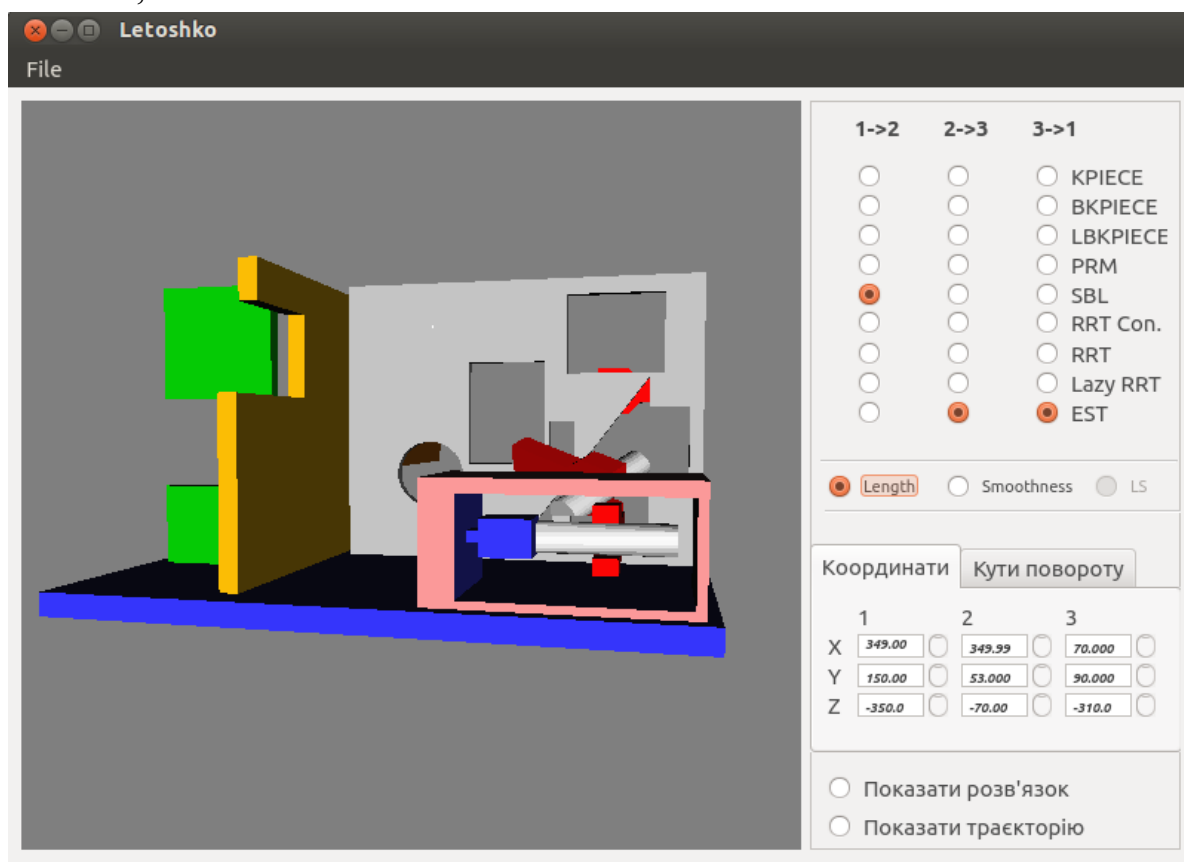 Letoshko
File
1->2 2->3 3->1
KPIECE
BKPIECE
LBKPIECE
PRM
SBL
RRT Con.
RRT
Lazy RRT
EST
Length Smoothness LS
Координати Кути повороту
1 2 3
X 349.00 349.99 70.000
Y 150.00 53.000 90.000
Z -350.0 -70.00 -310.0
Показати розв'язок
Показати траєкторію